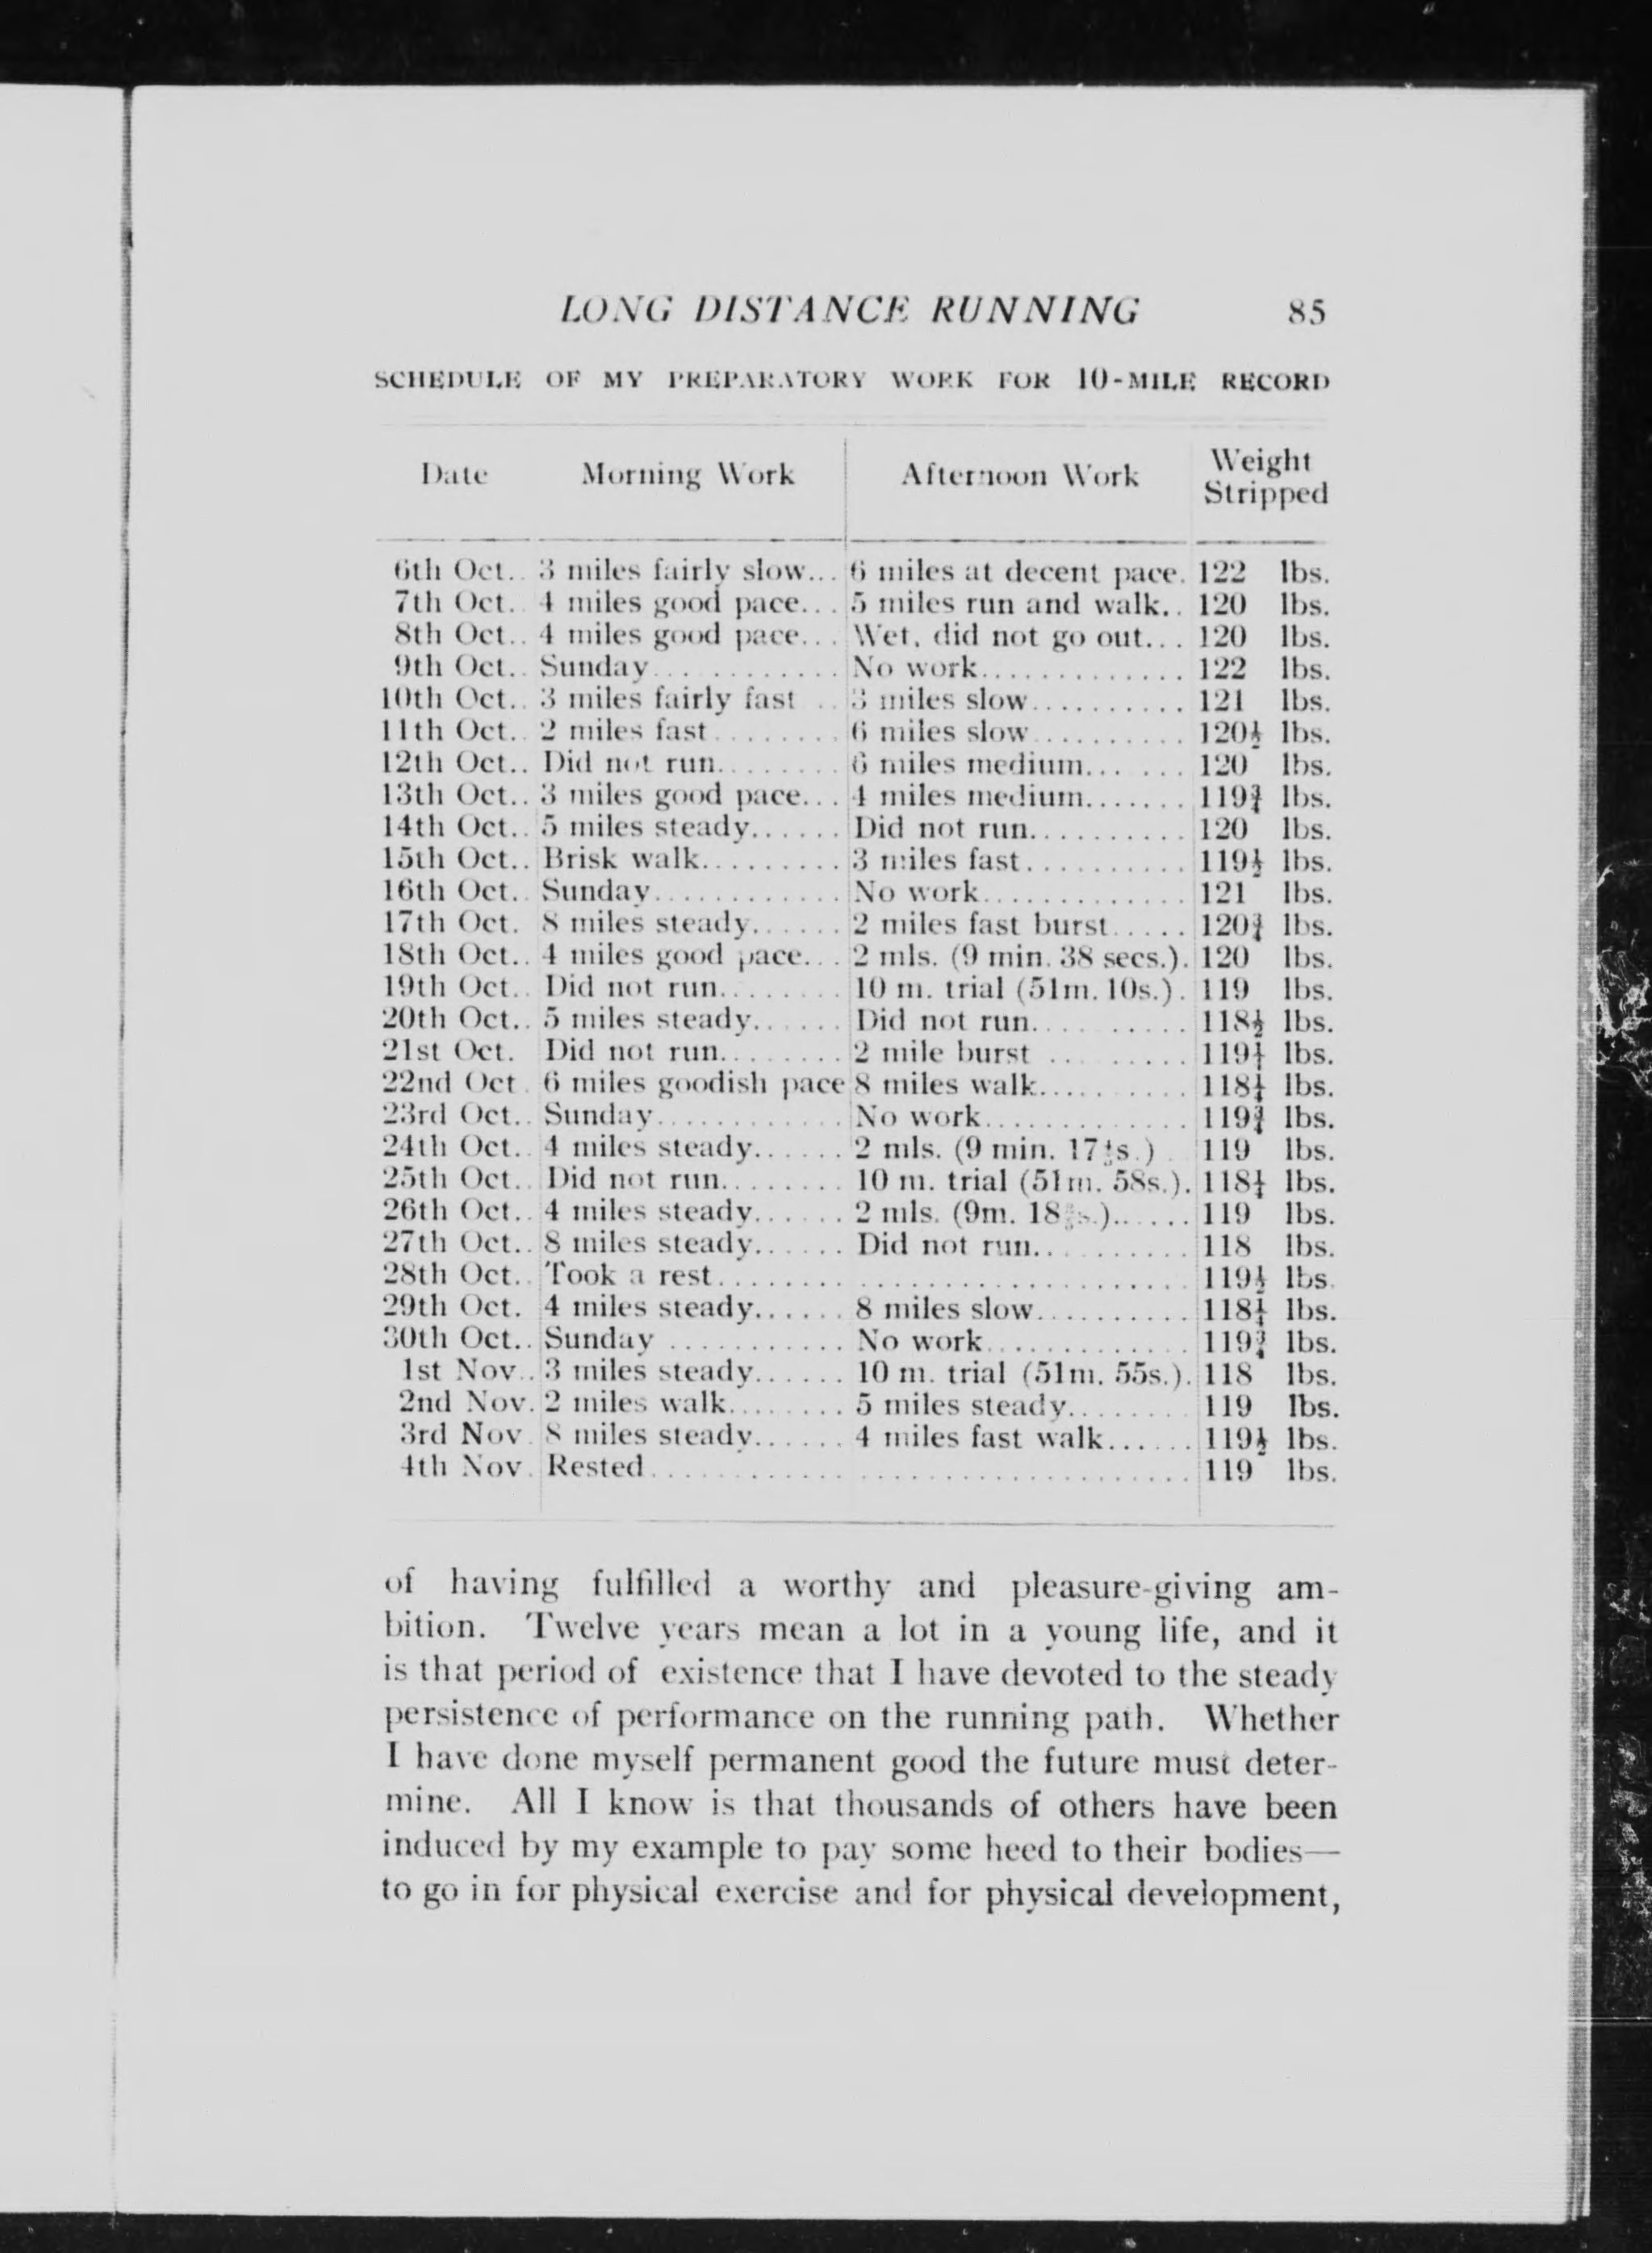 LONG DISTANCE RUNNING 85
SCHEDULE OF MY PREPARATORY WORK FOR 10-MILE RECORD
Date Morning Work Afternoon Work Weight Stripped
6th Oct.. 3 miles fairly slow... 6 miles at decent pace. 122 lbs.
7th Oct. 4 miles good pace... 5 miles run and walk.. 120 lbs.
8th Oct.. 4 miles good pace... Wet, did not go out... 120 lbs.
9th Oct.. Sunday............ No work............. 122 lbs.
10th Oct.. 3 miles fairly fast .. 3 miles slow.......... 121 lbs.
11th Oct.. 2 miles fast........ 6 miles slow.......... 120½ lbs.
12th Oct.. Did not run........ 6 miles medium... ... 120 lbs.
13th Oct.. 3 miles good pace... 4 miles medium....... 119¾ lbs.
14th Oct.. 5 miles steady...... Did not run.......... 120 lbs.
15th Oct.. Brisk walk......... 3 miles fast.......... 119½ lbs.
16th Oct.. Sunday............ No work............. 121 lbs.
17th Oct. 8 miles steady...... 2 miles fast burst..... 120¾ lbs.
18th Oct.. 4 miles good pace... 2 mls. (9 min. 38 secs.). 120 lbs.
19th Oct.. Did not run........ 10 m. trial (51m. 10s.). 119 lbs.
20th Oct.. 5 miles steady...... Did not run.......... 118½ lbs.
21st Oct. Did not run........ 2 mile burst ......... 119¼ lbs.
22nd Oct. 6 miles goodish pace 8 miles walk.......... 118¼ lbs.
23rd Oct.. Sunday............ No work............. 119¾ lbs.
24th Oct.. 4 miles steady...... 2 mls. (9 min. 17 s.) . 119 lbs.
25th Oct.. Did not run........ 10 m. trial (51m. 58s.). 118¼ lbs.
26th Oct.. 4 miles steady...... 2 mls. (9m. 18 s.)...... 119 lbs.
27th Oct.. 8 miles steady...... Did not run.......... 118 lbs.
28th Oct.. Took a rest........ .................. 119½ lbs.
29th Oct. 4 miles steady...... 8 miles slow.......... 118¼ lbs.
30th Oct.. Sunday ........... No work............. 119¾ lbs.
1st Nov.. 3 miles steady...... 10 m. trial (51m. 55s.). 118 lbs.
2nd Nov. 2 miles walk........ 5 miles steady........ 119 lbs.
3rd Nov. 8 miles steady...... 4 miles fast walk...... 119½ lbs.
4th Nov. Rested............ .................. 119 lbs.
of having fulfilled a worthy and pleasure-giving am-
bition. Twelve years mean a lot in a young life, and it
is that period of existence that I have devoted to the steady
persistence of performance on the running path. Whether
I have done myself permanent good the future must deter-
mine. All I know is that thousands of others have been
induced by my example to pay some heed to their bodies—
to go in for physical exercise and for physical development,